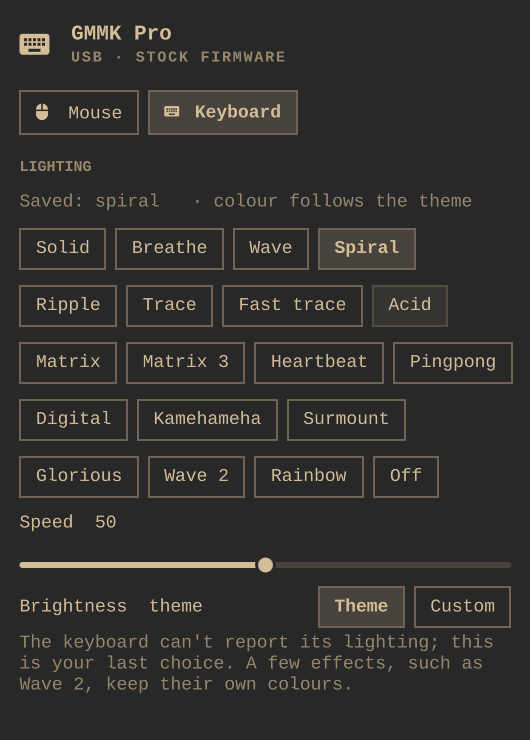 GMMK Pro
USB · STOCK FIRMWARE
Mouse Keyboard
LIGHTING
Saved: spiral · colour follows the theme
Solid Breathe Wave Spiral
Ripple Trace Fast trace Acid
Matrix Matrix 3 Heartbeat Pingpong
Digital Kamehameha Surmount
Glorious Wave 2 Rainbow Off
Speed 50
Brightness theme Theme Custom
The keyboard can't report its lighting; this
is your last choice. A few effects, such as
Wave 2, keep their own colours.